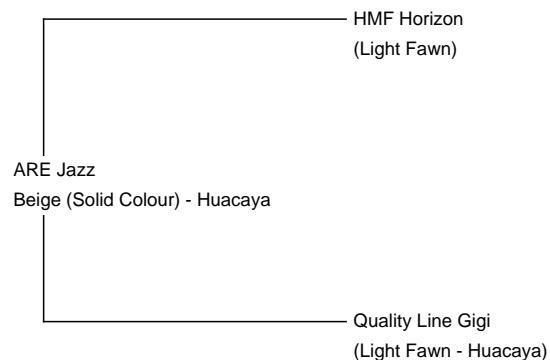 HMF Horizon
(Light Fawn)
ARE Jazz
Beige (Solid Colour) - Huacaya
Quality Line Gigi
(Light Fawn - Huacaya)